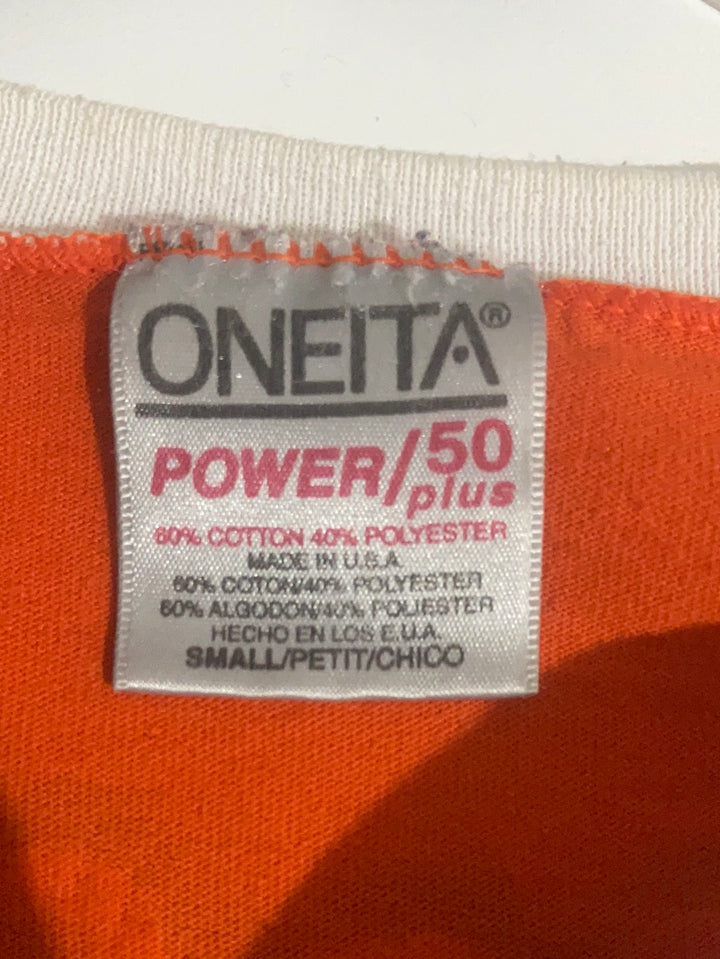 ONEITA®
POWER/50 plus
60% COTTON 40% POLYESTER
MADE IN U.S.A.
60% COTON/40% POLYESTER
60% ALGODON/40% POLIESTER
HECHO EN LOS E.U.A.
SMALL/PETIT/CHICO